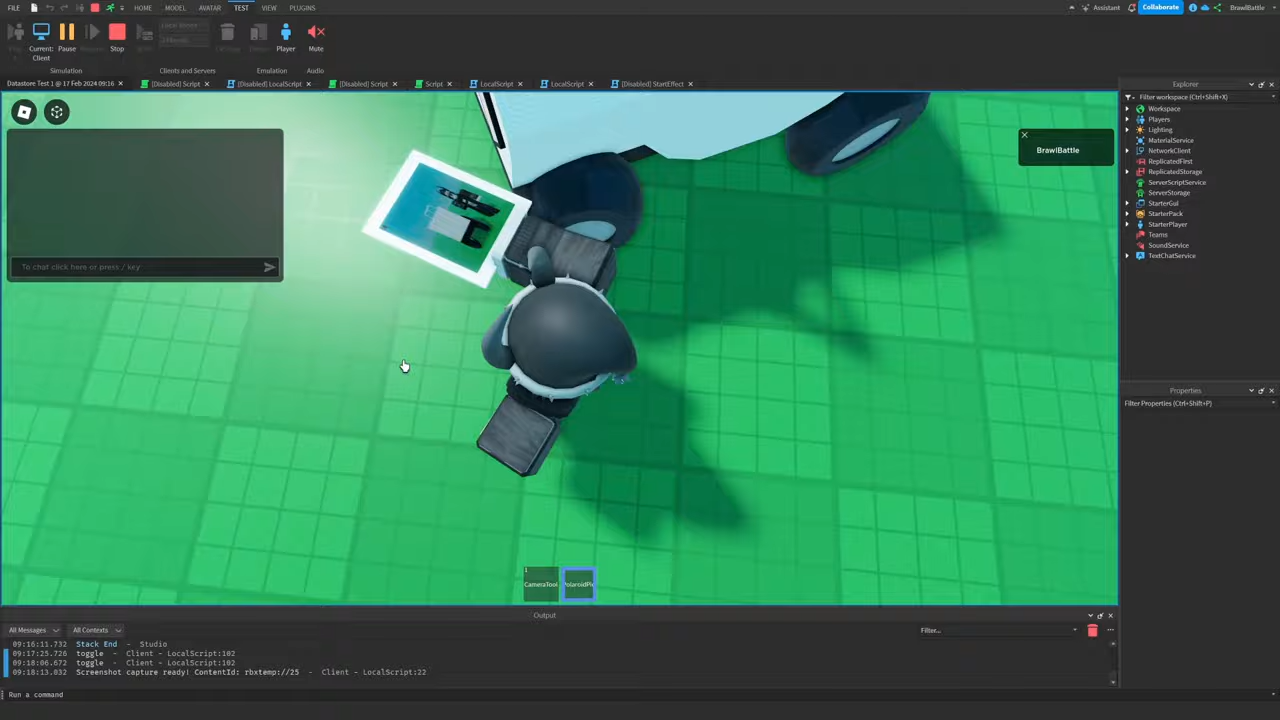 FILE HOME MODEL AVATAR TEST VIEW PLUGINS Assistant Collaborate BrawlBattle
Current: Client Pause Stop Player Mute
Simulation Clients and Servers Emulation Audio
Datastore Test 1 @ 17 Feb 2024 09:16 [Disabled] Script [Disabled] LocalScript [Disabled] Script Script LocalScript LocalScript [Disabled] StartEffect
Explorer
Filter workspace (Ctrl+Shift+X)
Workspace
Players
Lighting
MaterialService
NetworkClient
ReplicatedFirst
ReplicatedStorage
ServerScriptService
ServerStorage
StarterGui
StarterPack
StarterPlayer
Teams
SoundService
TextChatService
BrawlBattle
To chat click here or press / key
Properties
Filter Properties (Ctrl+Shift+P)
1
CameraTool
Output
All Messages All Contexts Filter...
09:16:11.732 Stack End - Studio
09:17:25.726 toggle - Client - LocalScript:102
09:18:06.672 toggle - Client - LocalScript:102
09:18:13.032 Screenshot capture ready! ContentId: rbxtemp://25 - Client - LocalScript:22
Run a command